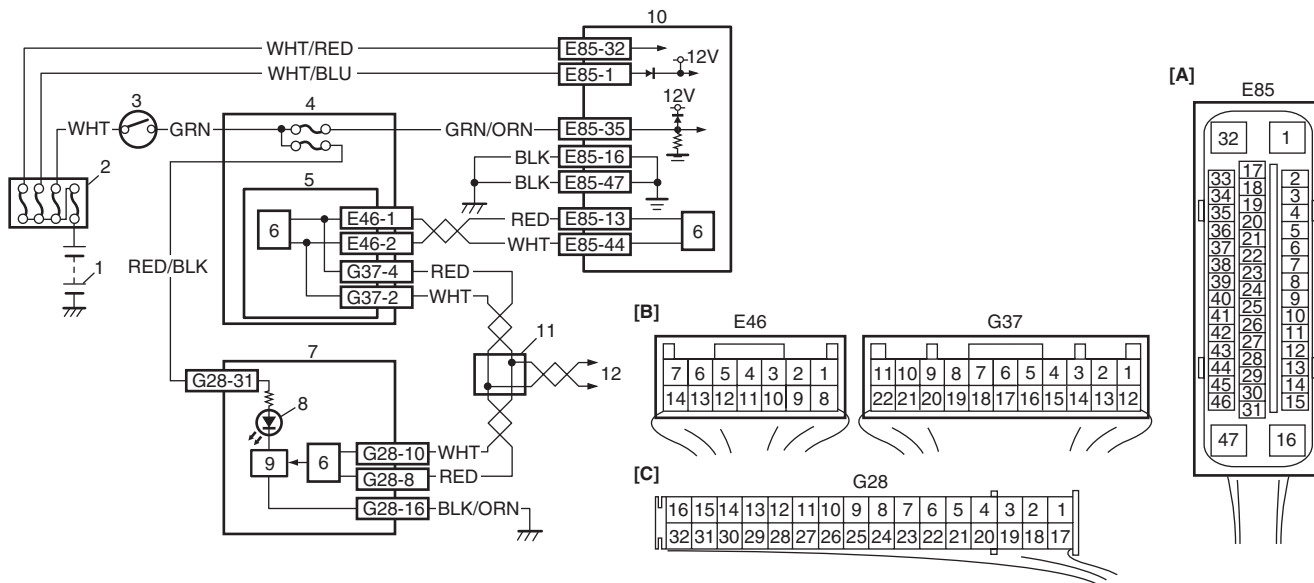 10
WHT/RED
E85-32
WHT/BLU
E85-1
12V
[A]
E85
3
4
12V
WHT
GRN
GRN/ORN
E85-35
BLK
E85-16
BLK
E85-47
2
5
6
E46-1
E46-2
G37-4
G37-2
RED
WHT
E85-13
E85-44
6
RED
WHT
1
RED/BLK
7
11
12
G28-31
8
9
6
G28-10
WHT
G28-8
RED
G28-16
BLK/ORN
[B]
E46
7 6 5 4 3 2 1
14 13 12 11 10 9 8
G37
11 10 9 8 7 6 5 4 3 2 1
22 21 20 19 18 17 16 15 14 13 12
[C]
G28
16 15 14 13 12 11 10 9 8 7 6 5 4 3 2 1
32 31 30 29 28 27 26 25 24 23 22 21 20 19 18 17
32 1
33 17 2
34 18 3
35 19 4
36 20 5
37 21 6
38 22 7
39 23 8
40 24 9
41 25 10
42 26 11
43 27 12
44 28 13
45 29 14
46 30 15
31
47 16